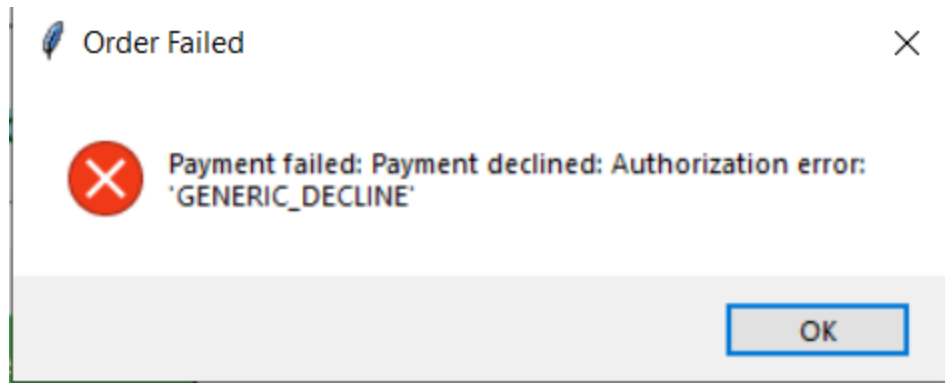 Order Failed
Payment failed: Payment declined: Authorization error:
'GENERIC_DECLINE'
OK